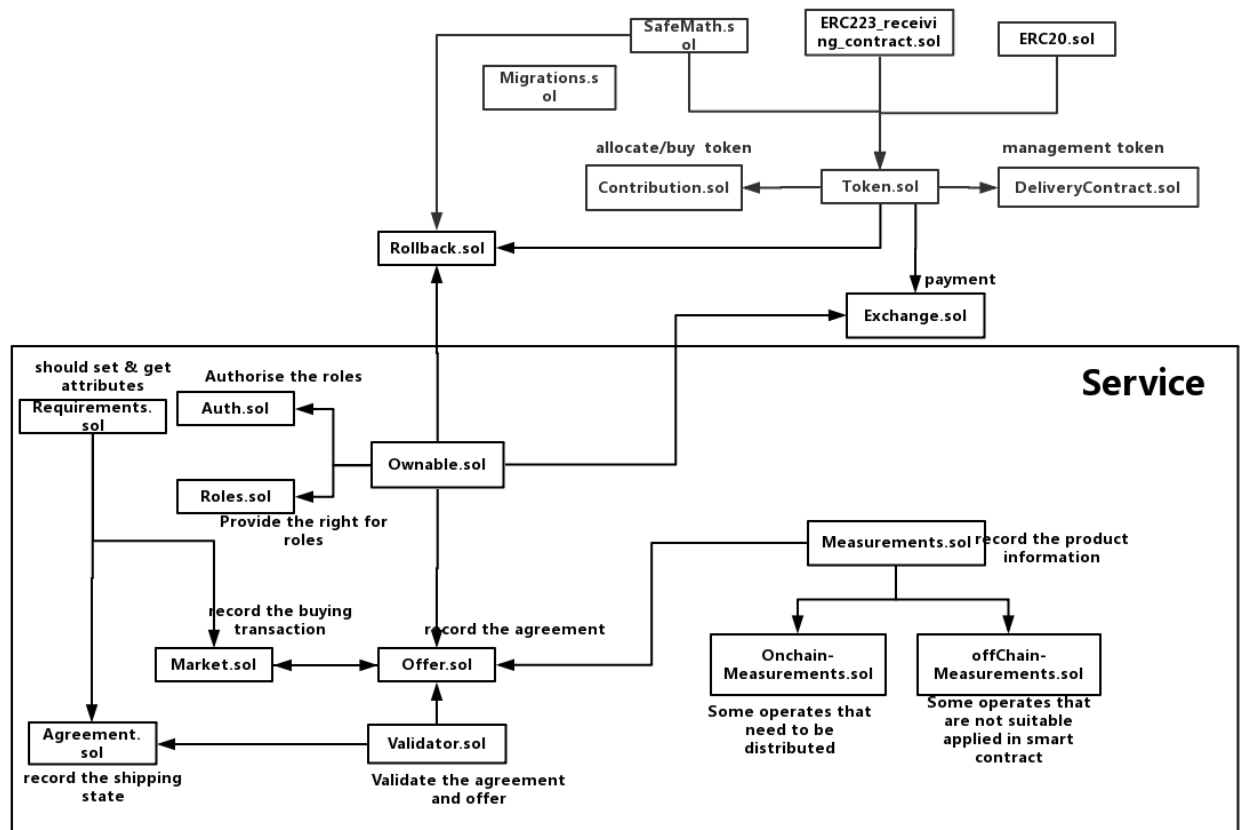 SafeMath.s
ol
ERC223_receivi
ng_contract.sol
ERC20.sol
Migrations.s
ol
allocate/buy token
management token
Contribution.sol
Token.sol
DeliveryContract.sol
Rollback.sol
payment
Exchange.sol
should set & get
attributes
Authorise the roles
Service
Requirements.
sol
Auth.sol
Ownable.sol
Roles.sol
Provide the right for
roles
Measurements.sol
record the product
information
record the buying
transaction
record the agreement
Market.sol
Offer.sol
Onchain-
Measurements.sol
offChain-
Measurements.sol
Some operates that
need to be
distributed
Some operates that
are not suitable
applied in smart
contract
Agreement.
sol
Validator.sol
record the shipping
state
Validate the agreement
and offer